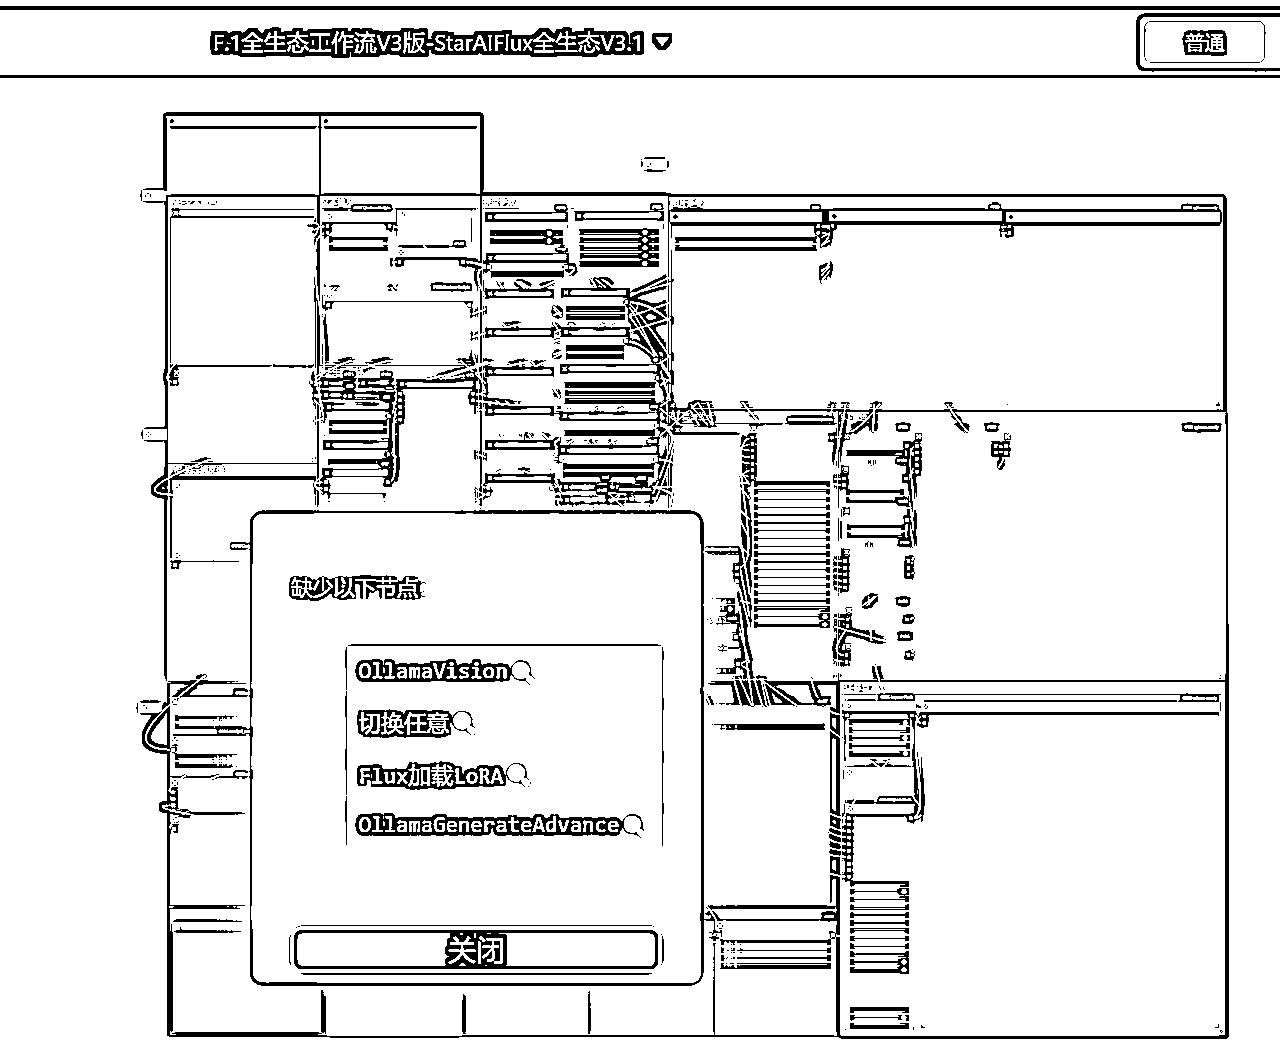 F.1全生态工作流V3版-StarAIFlux全生态V3.1
普通
缺少以下节点:
OllamaVision
切换任意
Flux加载LoRA
OllamaGenerateAdvance
关闭